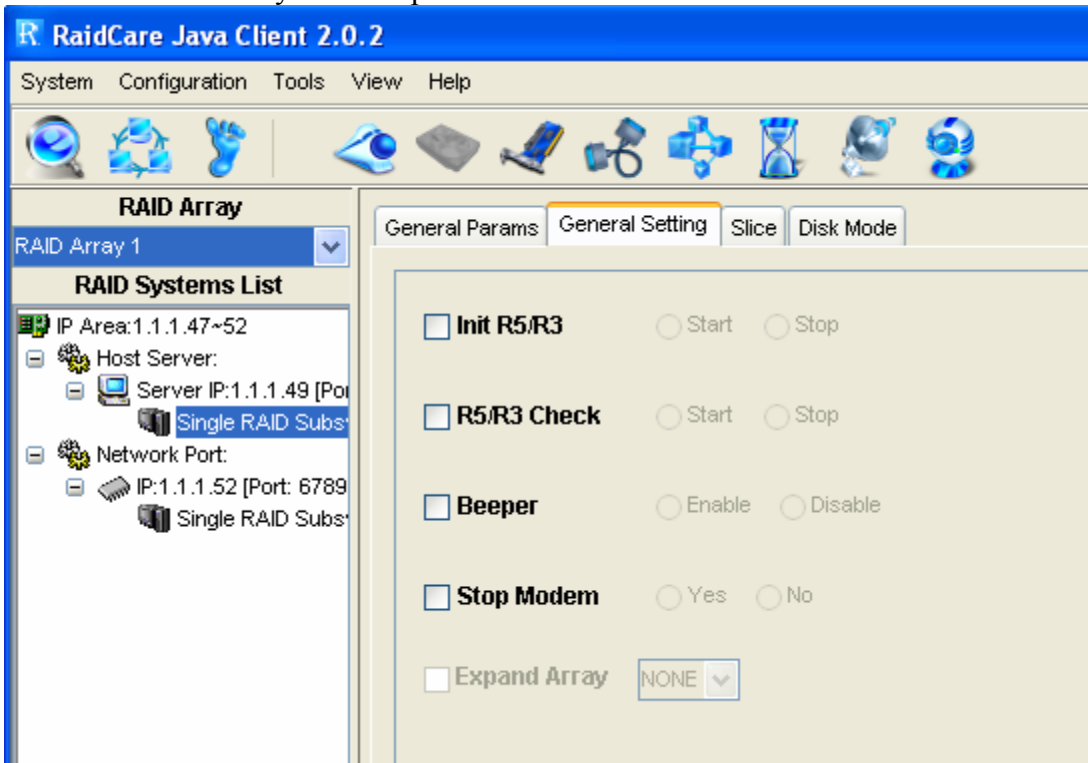 RaidCare Java Client 2.0.2
System Configuration Tools View Help
RAID Array
RAID Array 1
RAID Systems List
IP Area:1.1.1.47~52
Host Server:
Server IP:1.1.1.49 [Po
Single RAID Subs
Network Port:
IP:1.1.1.52 [Port: 6789
Single RAID Subs
General Params General Setting Slice Disk Mode
Init R5/R3 Start Stop
R5/R3 Check Start Stop
Beeper Enable Disable
Stop Modem Yes No
Expand Array NONE